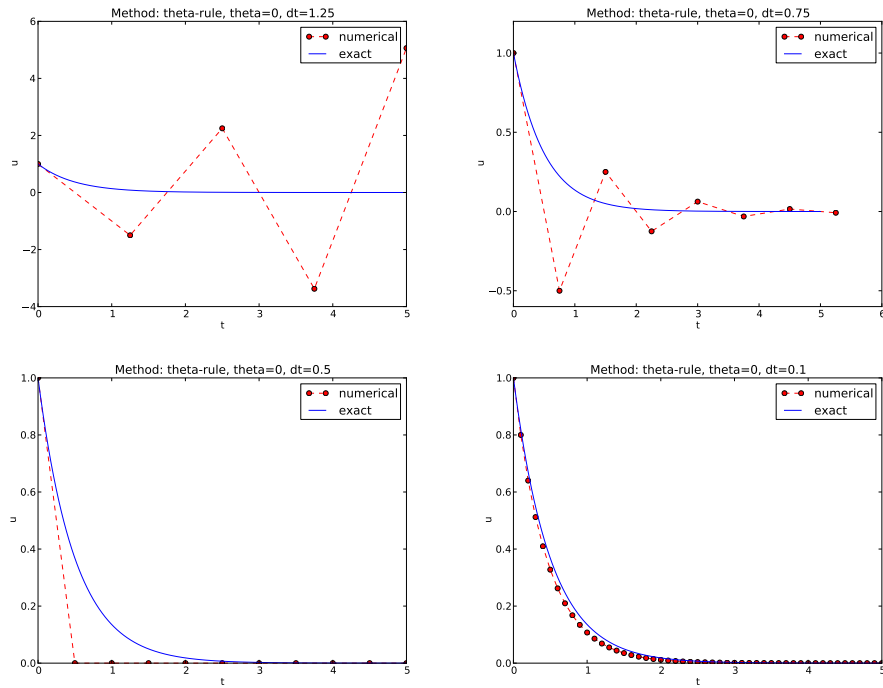 Method: theta-rule, theta=0, dt=1.25
6
4
2
0
−2
−4
u
0 1 2 3 4 5
t
numerical
exact
Method: theta-rule, theta=0, dt=0.75
1.0
0.5
0.0
−0.5
u
0 1 2 3 4 5 6
t
numerical
exact
Method: theta-rule, theta=0, dt=0.5
1.0
0.8
0.6
0.4
0.2
0.0
u
0 1 2 3 4 5
t
numerical
exact
Method: theta-rule, theta=0, dt=0.1
1.0
0.8
0.6
0.4
0.2
0.0
u
0 1 2 3 4 5
t
numerical
exact